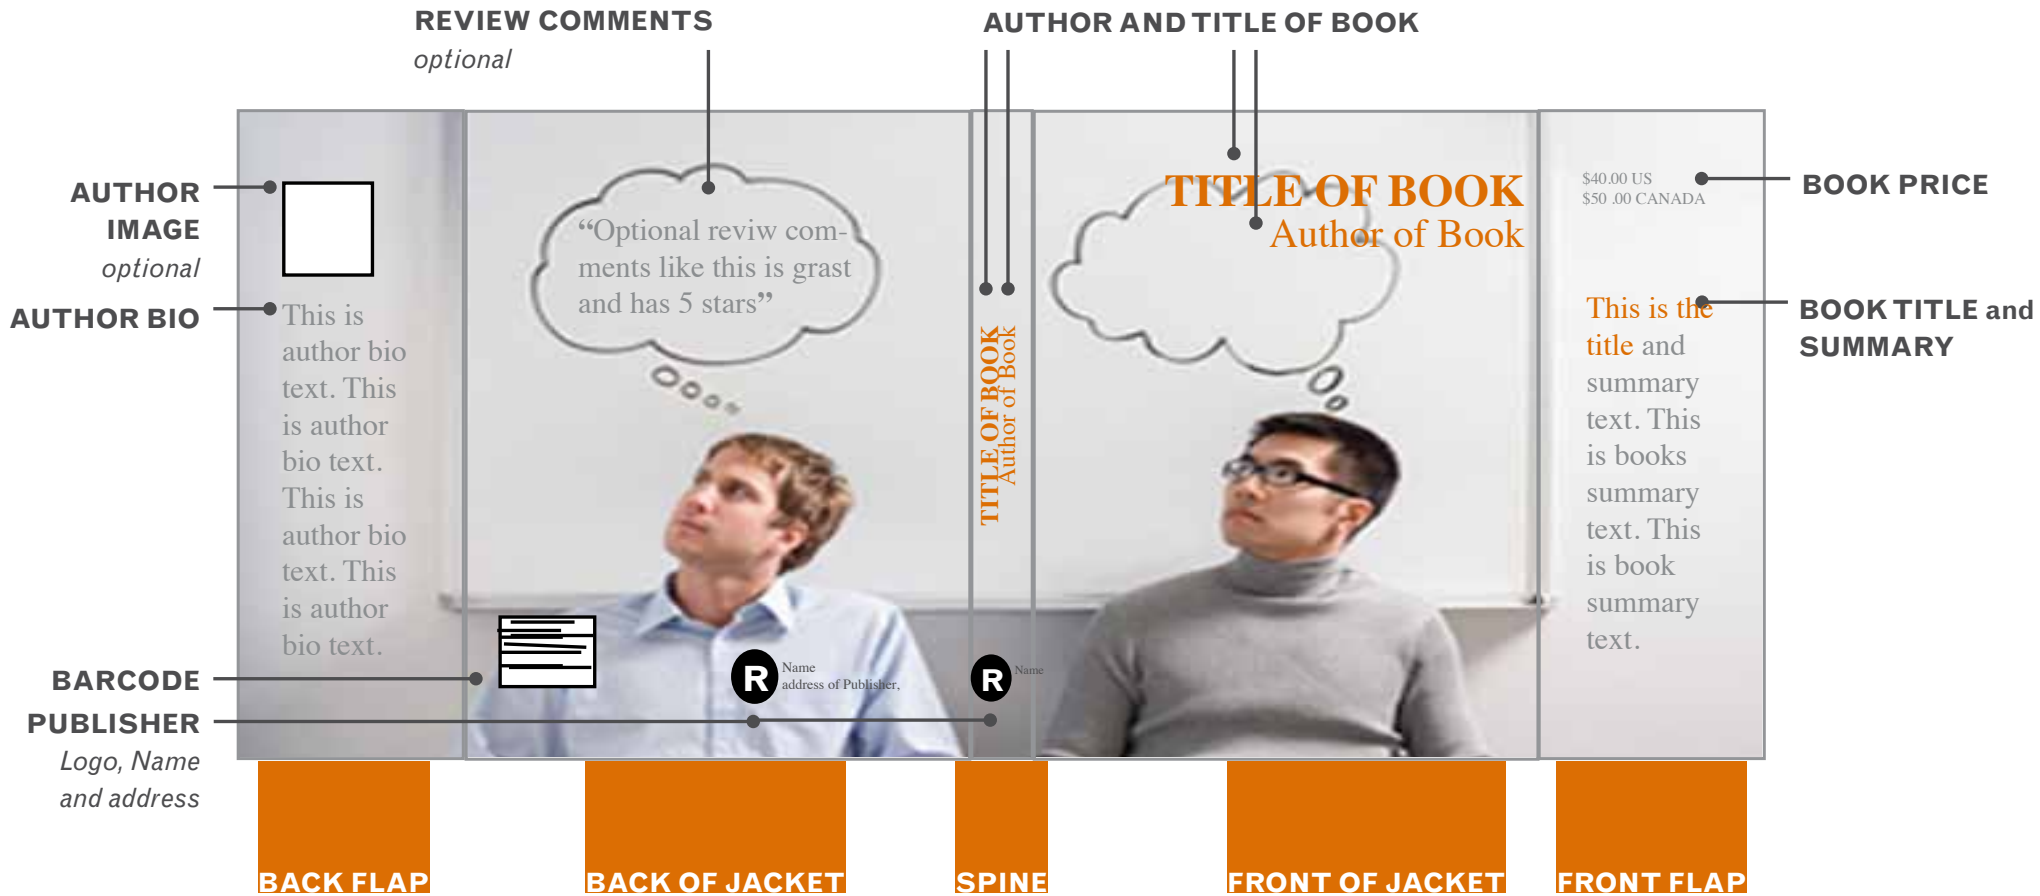 REVIEW COMMENTS
optional
AUTHOR AND TITLE OF BOOK
AUTHOR
IMAGE
optional
AUTHOR BIO
This is
author bio
text. This
is author
bio text.
This is
author bio
text. This
is author
bio text.
“Optional reviw com-
ments like this is grast
and has 5 stars”
TITLE OF BOOK
Author of Book
TITLE OF BOOK
Author of Book
$40.00 US
$50 .00 CANADA
BOOK PRICE
This is the
title and
summary
text. This
is books
summary
text. This
is book
summary
text.
BOOK TITLE and
SUMMARY
BARCODE
PUBLISHER
Logo, Name
and address
R
Name
address of Publisher,
R
Name
BACK FLAP
BACK OF JACKET
SPINE
FRONT OF JACKET
FRONT FLAP